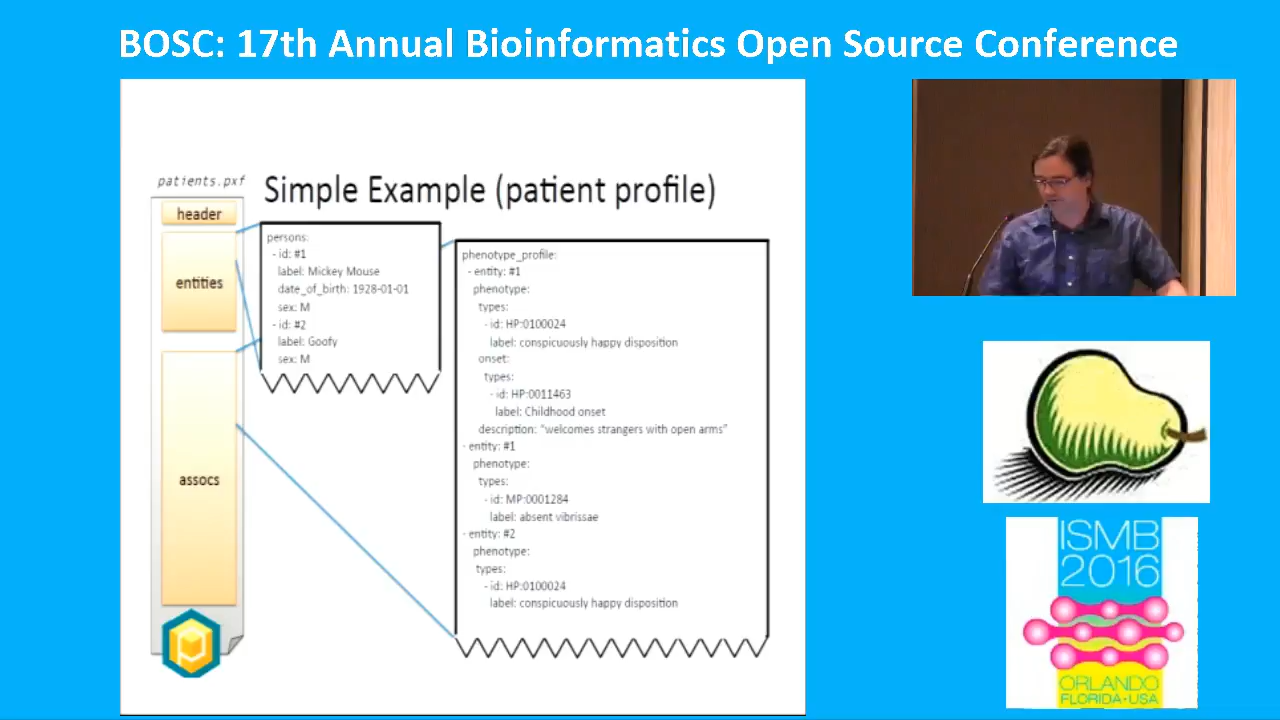 BOSC: 17th Annual Bioinformatics Open Source Conference
patients.pxf
Simple Example (patient profile)
header
entities
assocs
persons:
- id: #1
label: Mickey Mouse
date_of_birth: 1928-01-01
sex: M
- id: #2
label: Goofy
sex: M
phenotype_profile:
- entity: #1
phenotype:
types:
- id: HP:0100024
label: conspicuously happy disposition
onset:
types:
- id: HP:0011463
label: Childhood onset
description: “welcomes strangers with open arms”
- entity: #1
phenotype:
types:
- id: MP:0001284
label: absent vibrissae
- entity: #2
phenotype:
types:
- id: HP:0100024
label: conspicuously happy disposition
ISMB
2016
ORLANDO
FLORIDA•USA